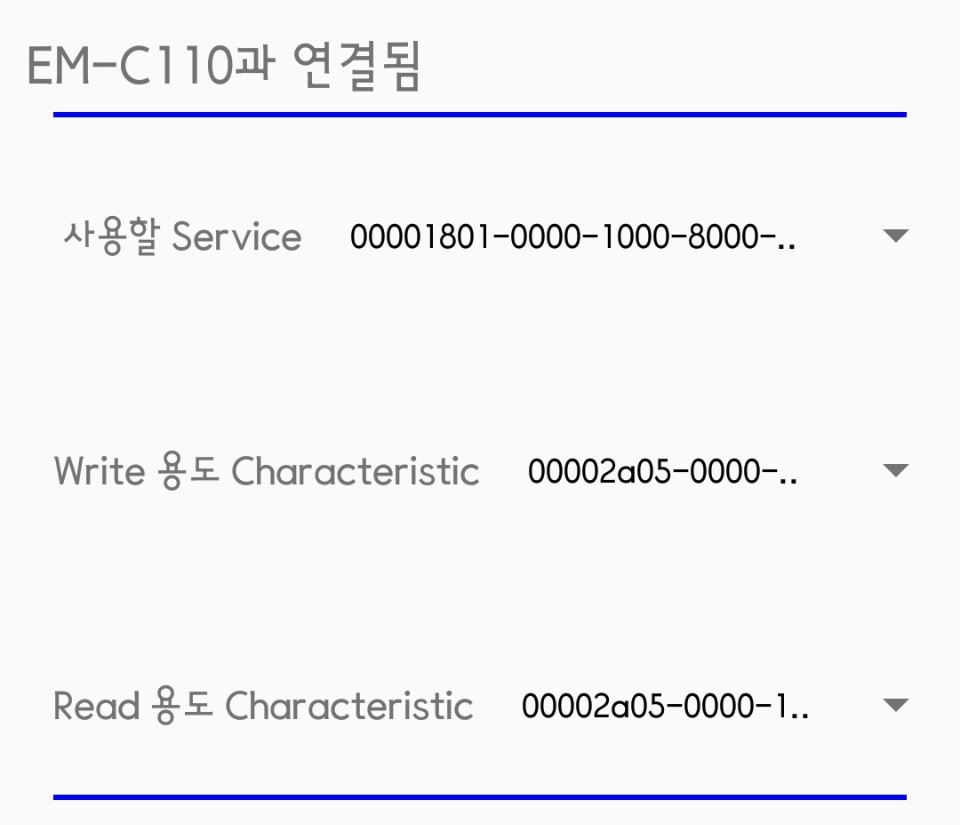 EM-C110과 연결됨
사용할 Service 00001801-0000-1000-8000-..
Write 용도 Characteristic 00002a05-0000-..
Read 용도 Characteristic 00002a05-0000-1..